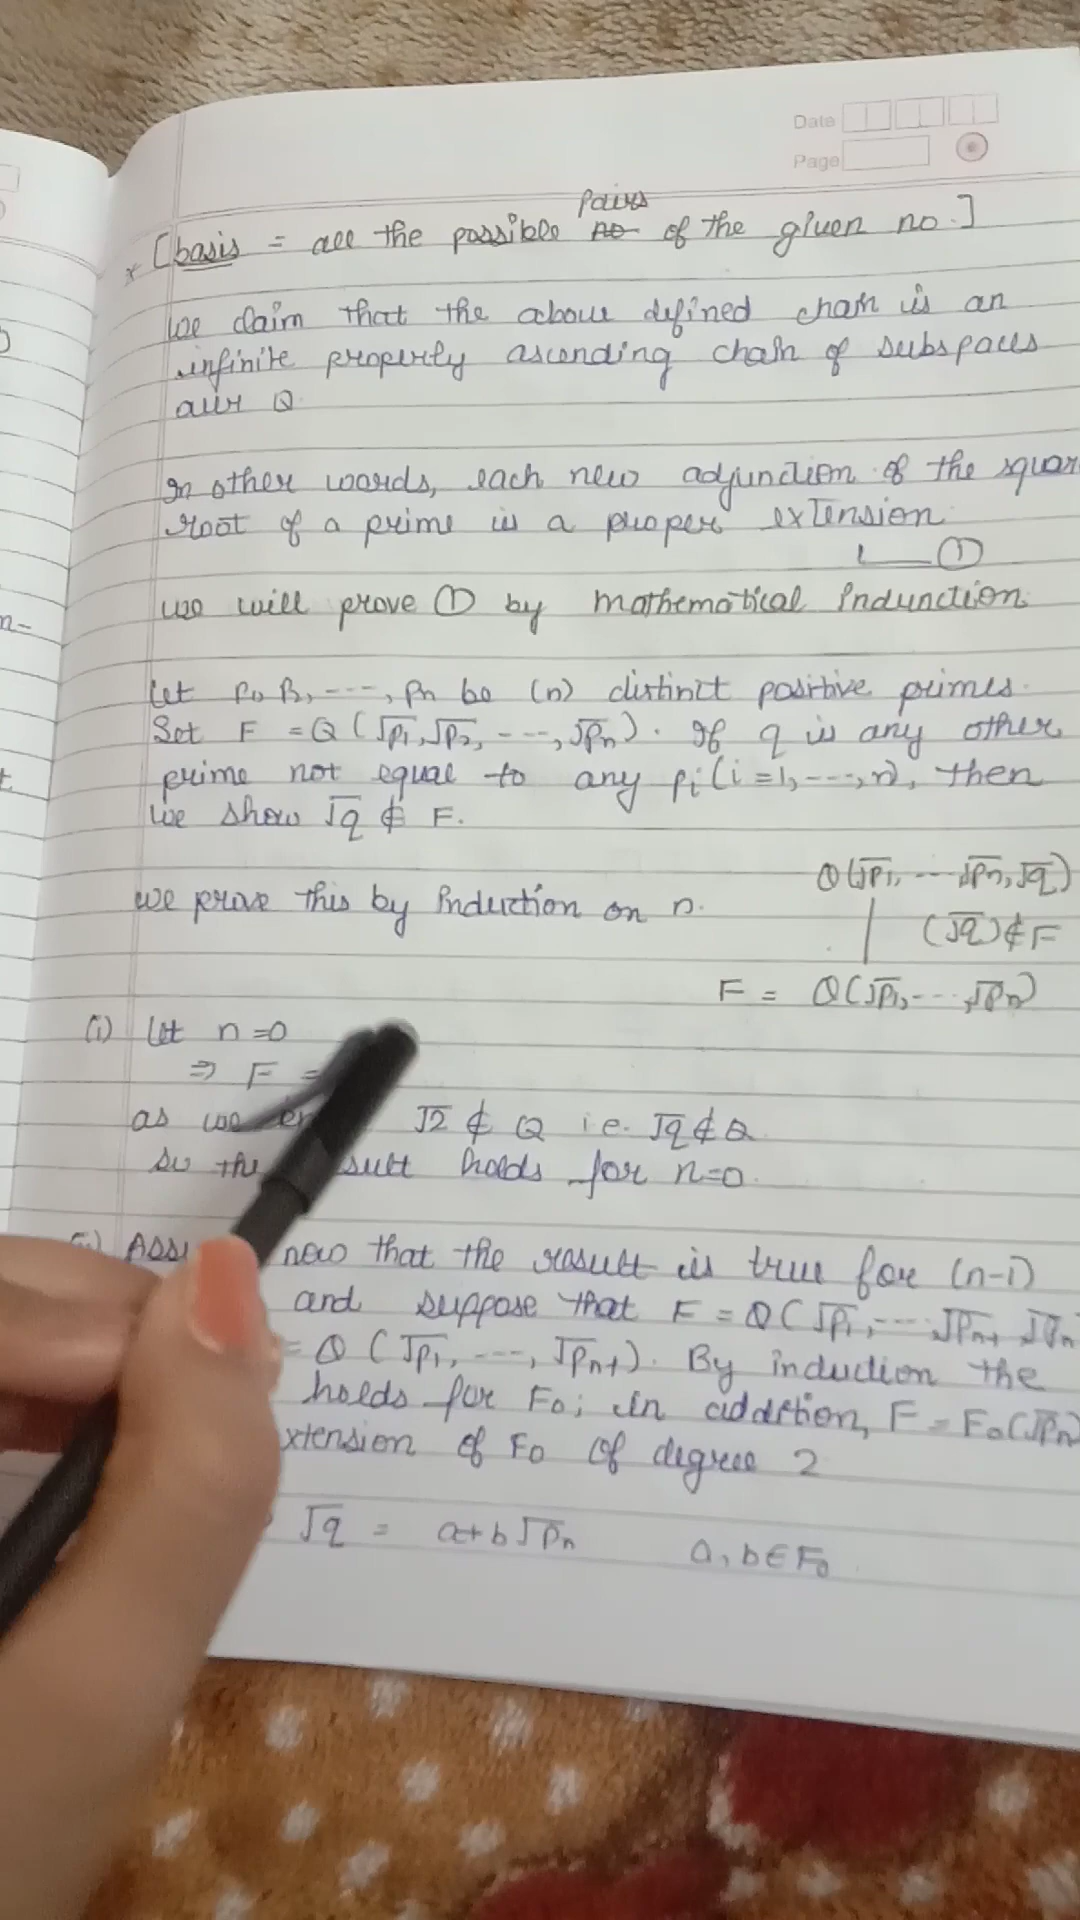 Date
Page
pairs
* [basis = all the possible no of the given no.]
we claim that the above defined chain is an
infinite properly ascending chain of subspaces
over Q
In other words, each new adjunction of the squar
root of a prime is a proper extension
①
we will prove ① by mathematical Indunction
let p1, p2, ---, pn be (n) distinct positive primes.
Set F = Q(√p1, √p2, ---, √pn). If q is any other
prime not equal to any pi (i=1, ---, n), then
we show √q ∉ F.
Q(√p1, --- √pn, √q)
we prove this by Induction on n.
(√q) ∉ F
F = Q(√p1, ---, √pn)
(i) let n=0
⇒ F =
as we √2 ∉ Q i.e. √q ∉ Q
so the holds for n=0.
now that the result is true for (n-1)
and suppose that F = Q(√p1, --- √pn-1, √pn
= Q(√p1, ---, √pn-1). By induction the
holds for F0; in addition, F = F0(√pn)
xtension of F0 of degree 2
√q = a+b√pn a, b ∈ F0